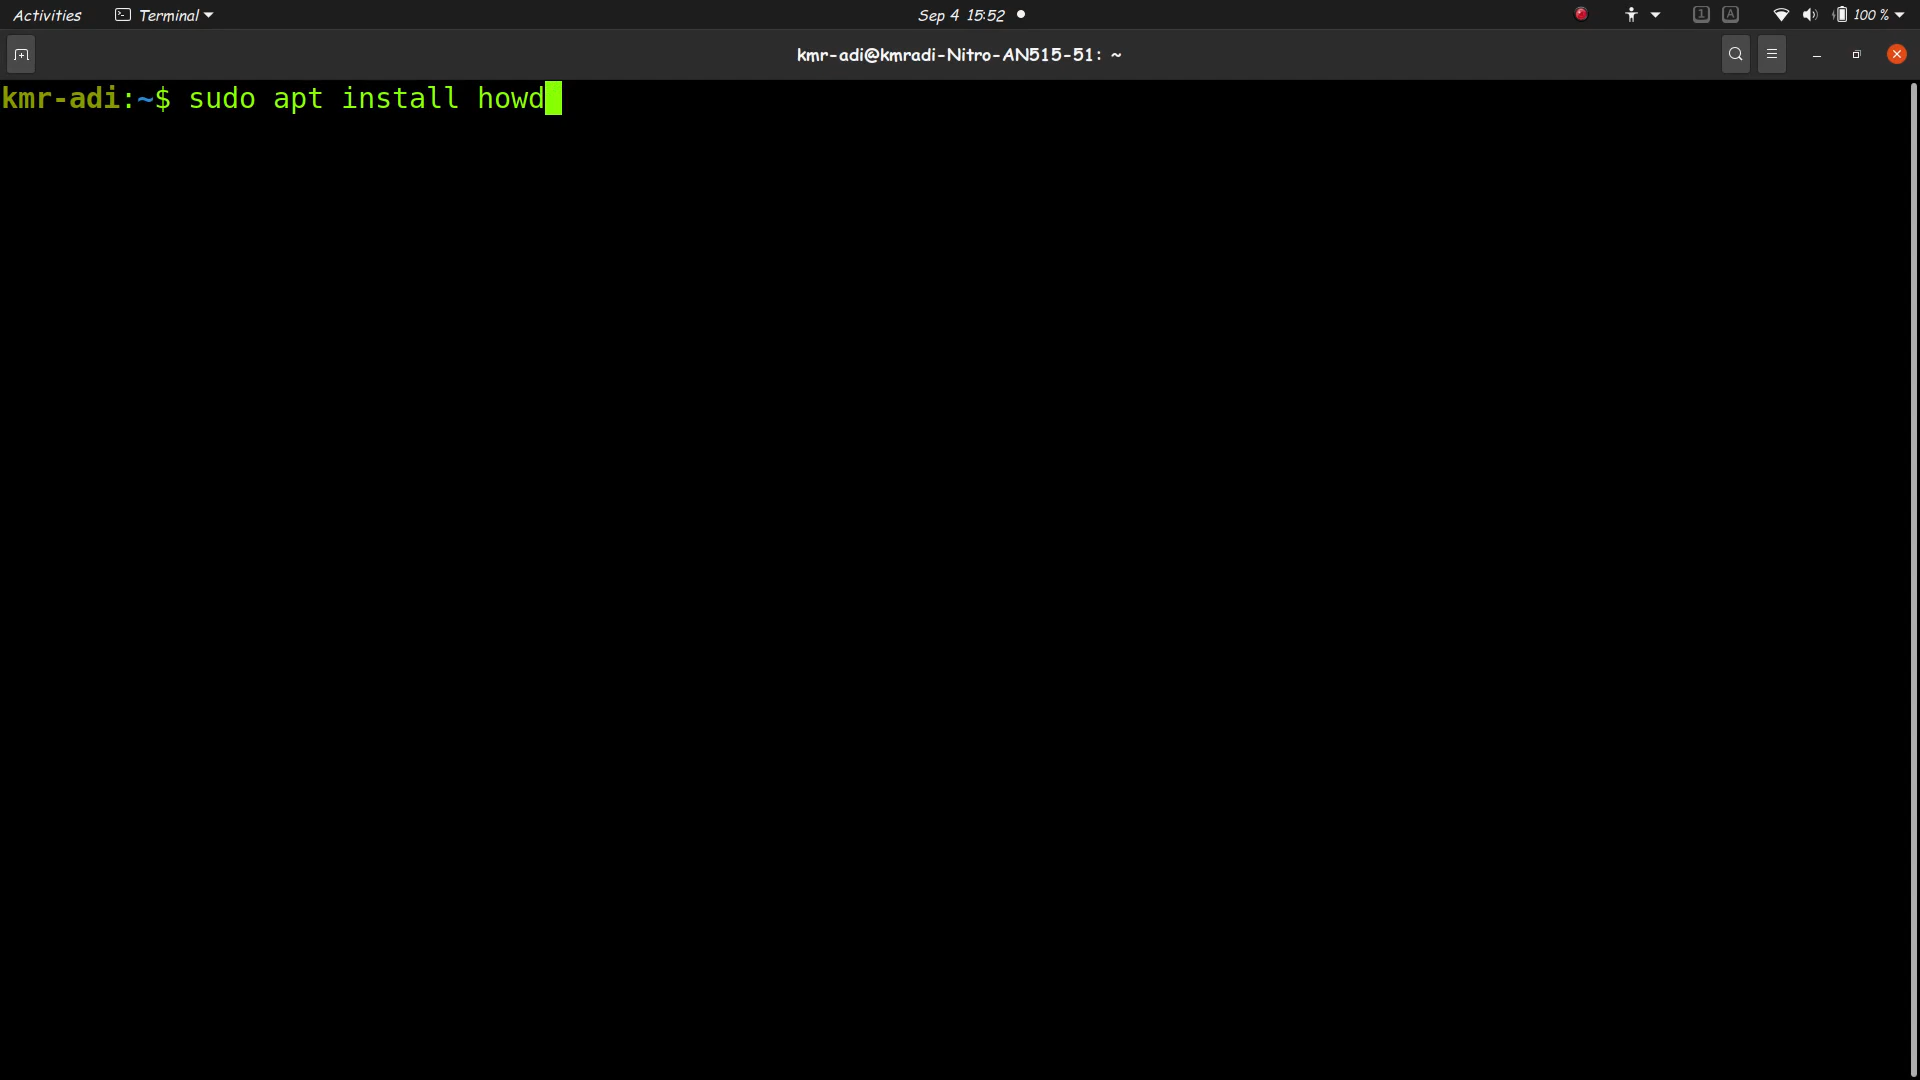 Activities Terminal Sep 4 15:52 1 A 100 %
kmr-adi@kmradi-Nitro-AN515-51: ~
kmr-adi:~$ sudo apt install howd